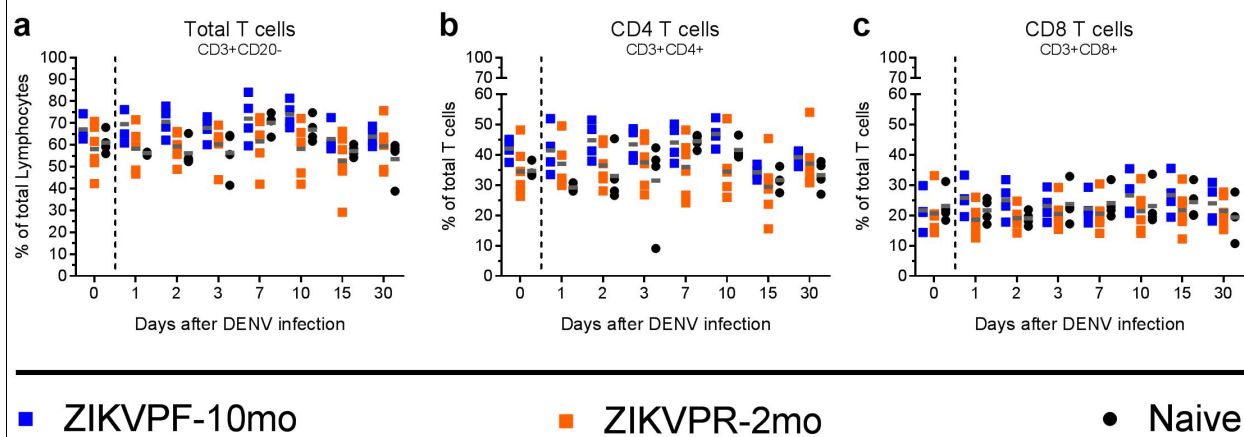 a
Total T cells
CD3+CD20-
% of total Lymphocytes
100
90
80
70
60
50
40
30
20
10
0
0 1 2 3 7 10 15 30
Days after DENV infection
b
CD4 T cells
CD3+CD4+
% of total T cells
100
70
60
50
40
30
20
10
0
0 1 2 3 7 10 15 30
Days after DENV infection
c
CD8 T cells
CD3+CD8+
% of total T cells
100
70
60
50
40
30
20
10
0
0 1 2 3 7 10 15 30
Days after DENV infection
ZIKVPF-10mo
ZIKVPR-2mo
Naive